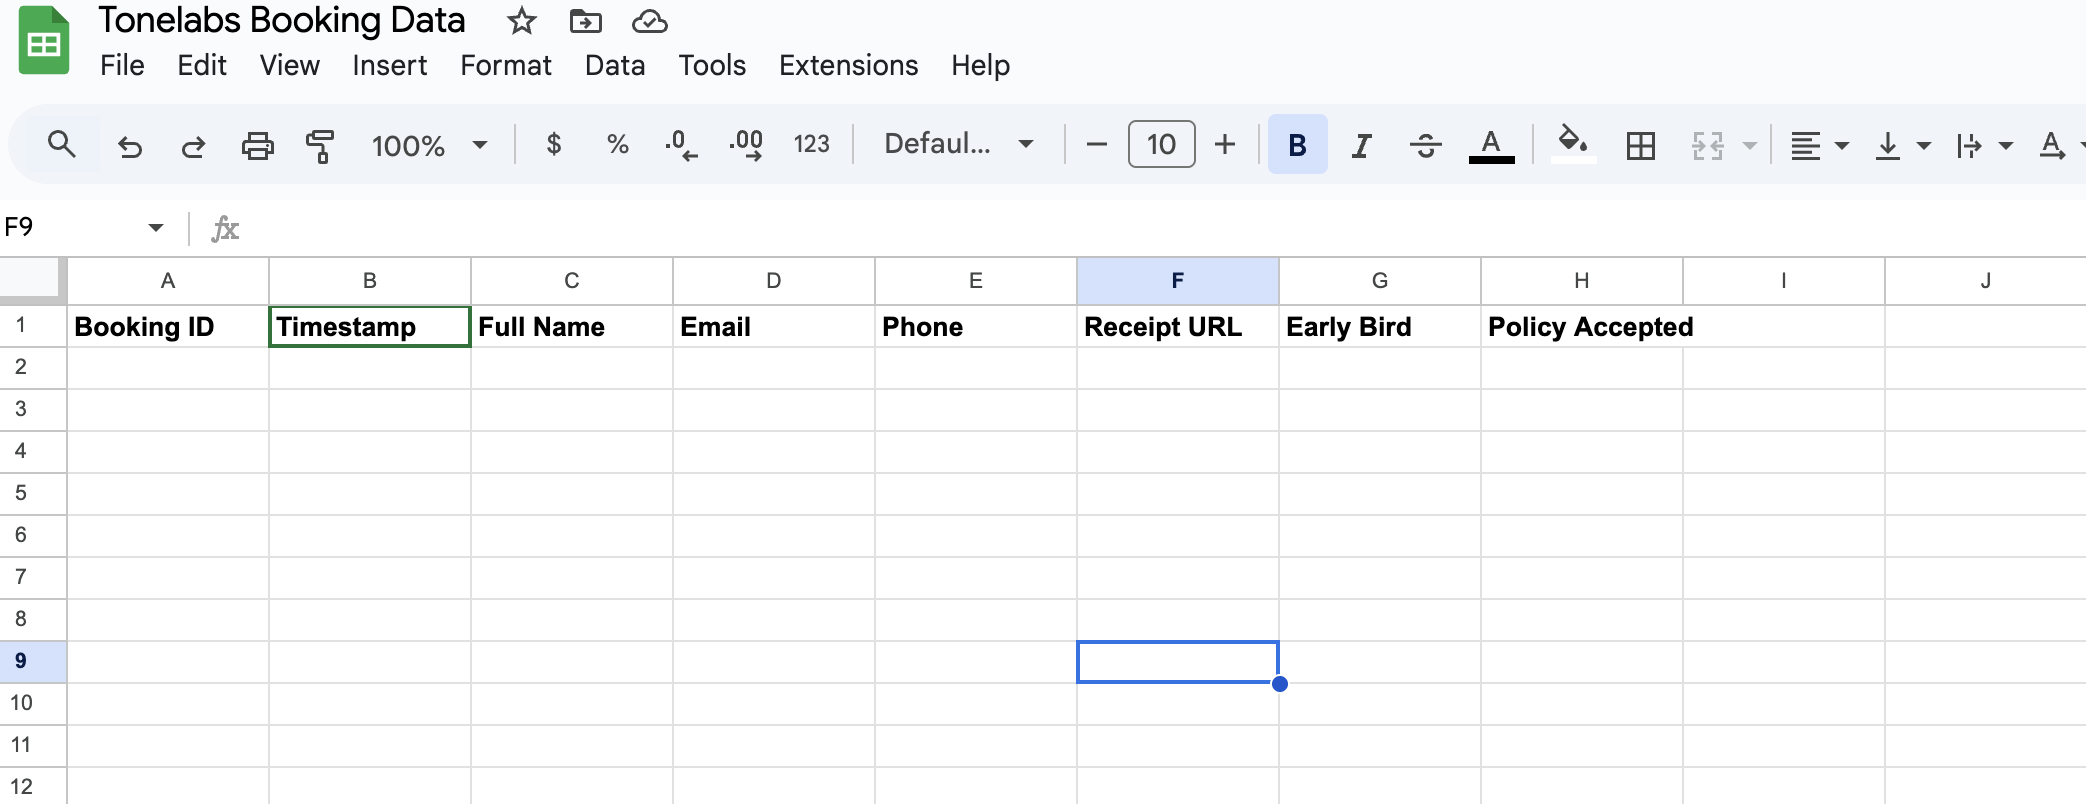 Tonelabs Booking Data
File Edit View Insert Format Data Tools Extensions Help
100% $ % .0 .00 123 Defaul... 10 B I S A A
F9 fx
A B C D E F G H I J
1 Booking ID Timestamp Full Name Email Phone Receipt URL Early Bird Policy Accepted
2
3
4
5
6
7
8
9
10
11
12